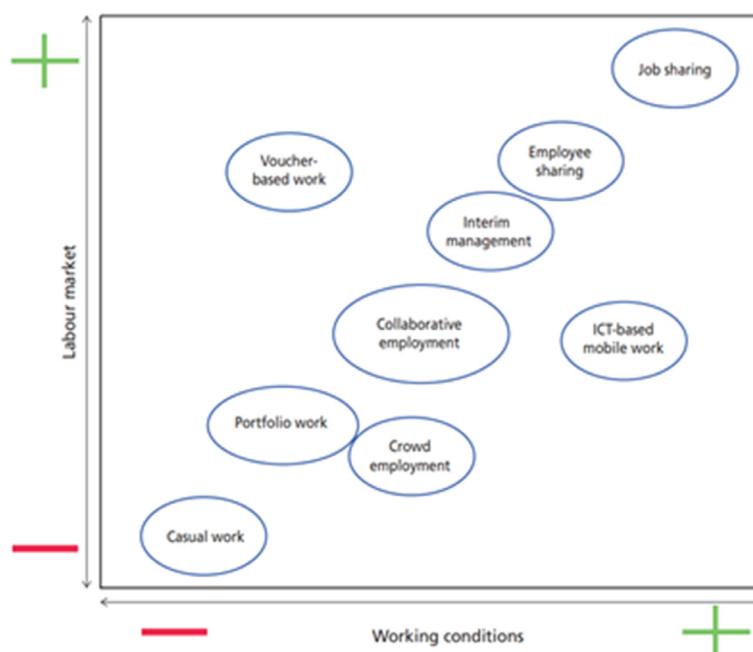 Job sharing
Employee
sharing
Voucher-
based work
Interim
management
Collaborative
employment
ICT-based
mobile work
Portfolio work
Crowd
employment
Casual work
Labour market
Working conditions